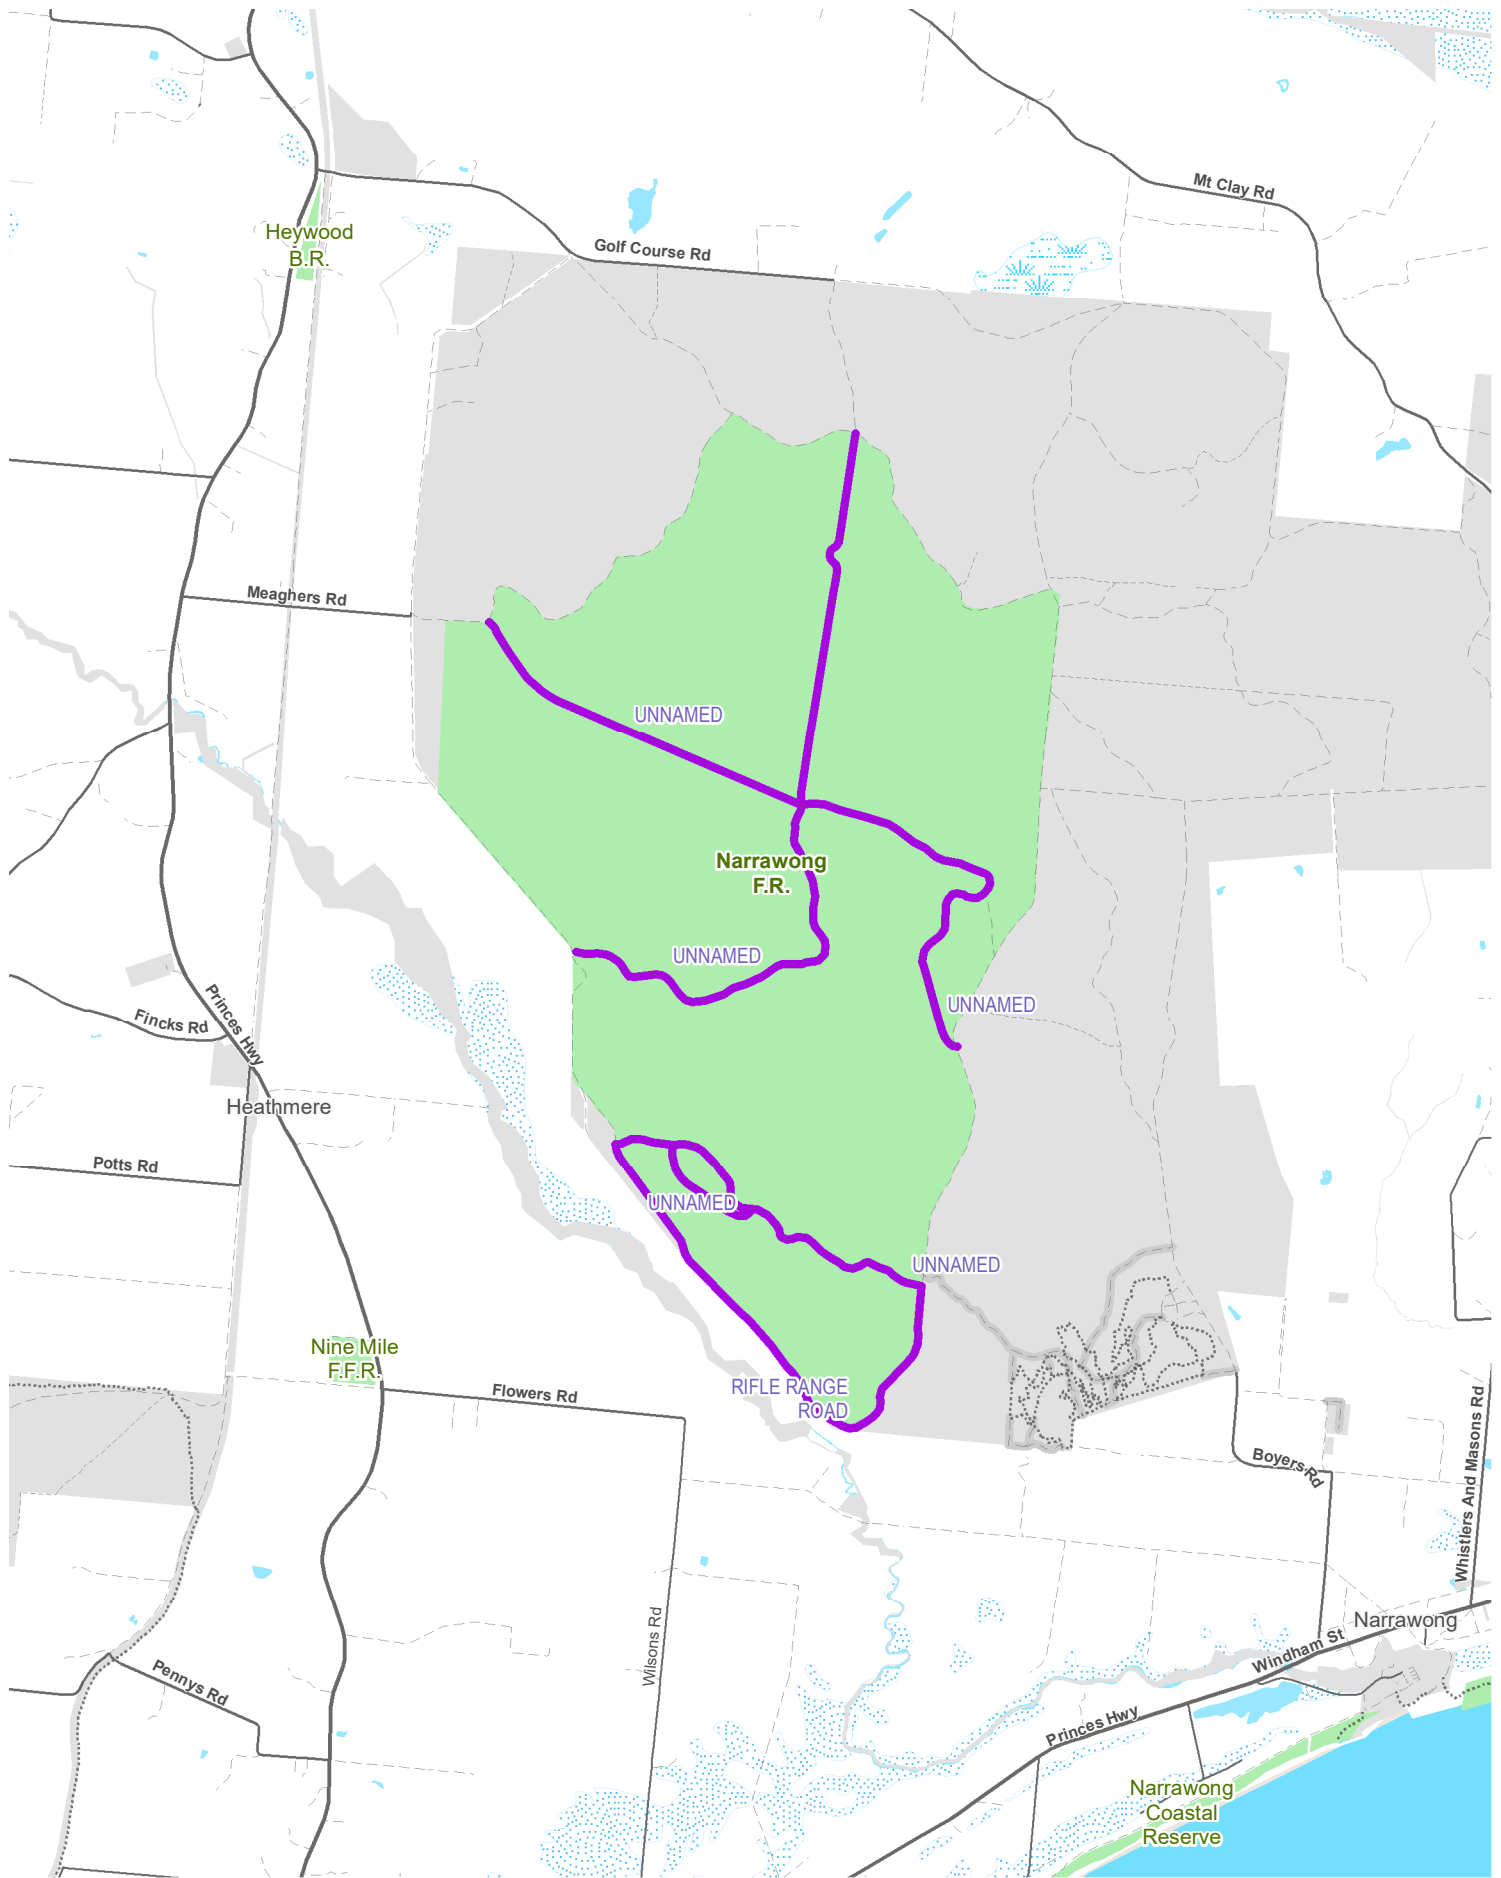 Mt Clay Rd
Heywood
B.R.
Golf Course Rd
Meaghers Rd
UNNAMED
Narrawong
F.R.
UNNAMED
UNNAMED
Princes Hwy
Fincks Rd
Heathmere
Potts Rd
UNNAMED
UNNAMED
Nine Mile
F.F.R.
RIFLE RANGE
ROAD
Flowers Rd
Boyers Rd
Whistlers And Masons Rd
Narrawong
Wilsons Rd
Windham St
Pennys Rd
Princes Hwy
Narrawong
Coastal
Reserve